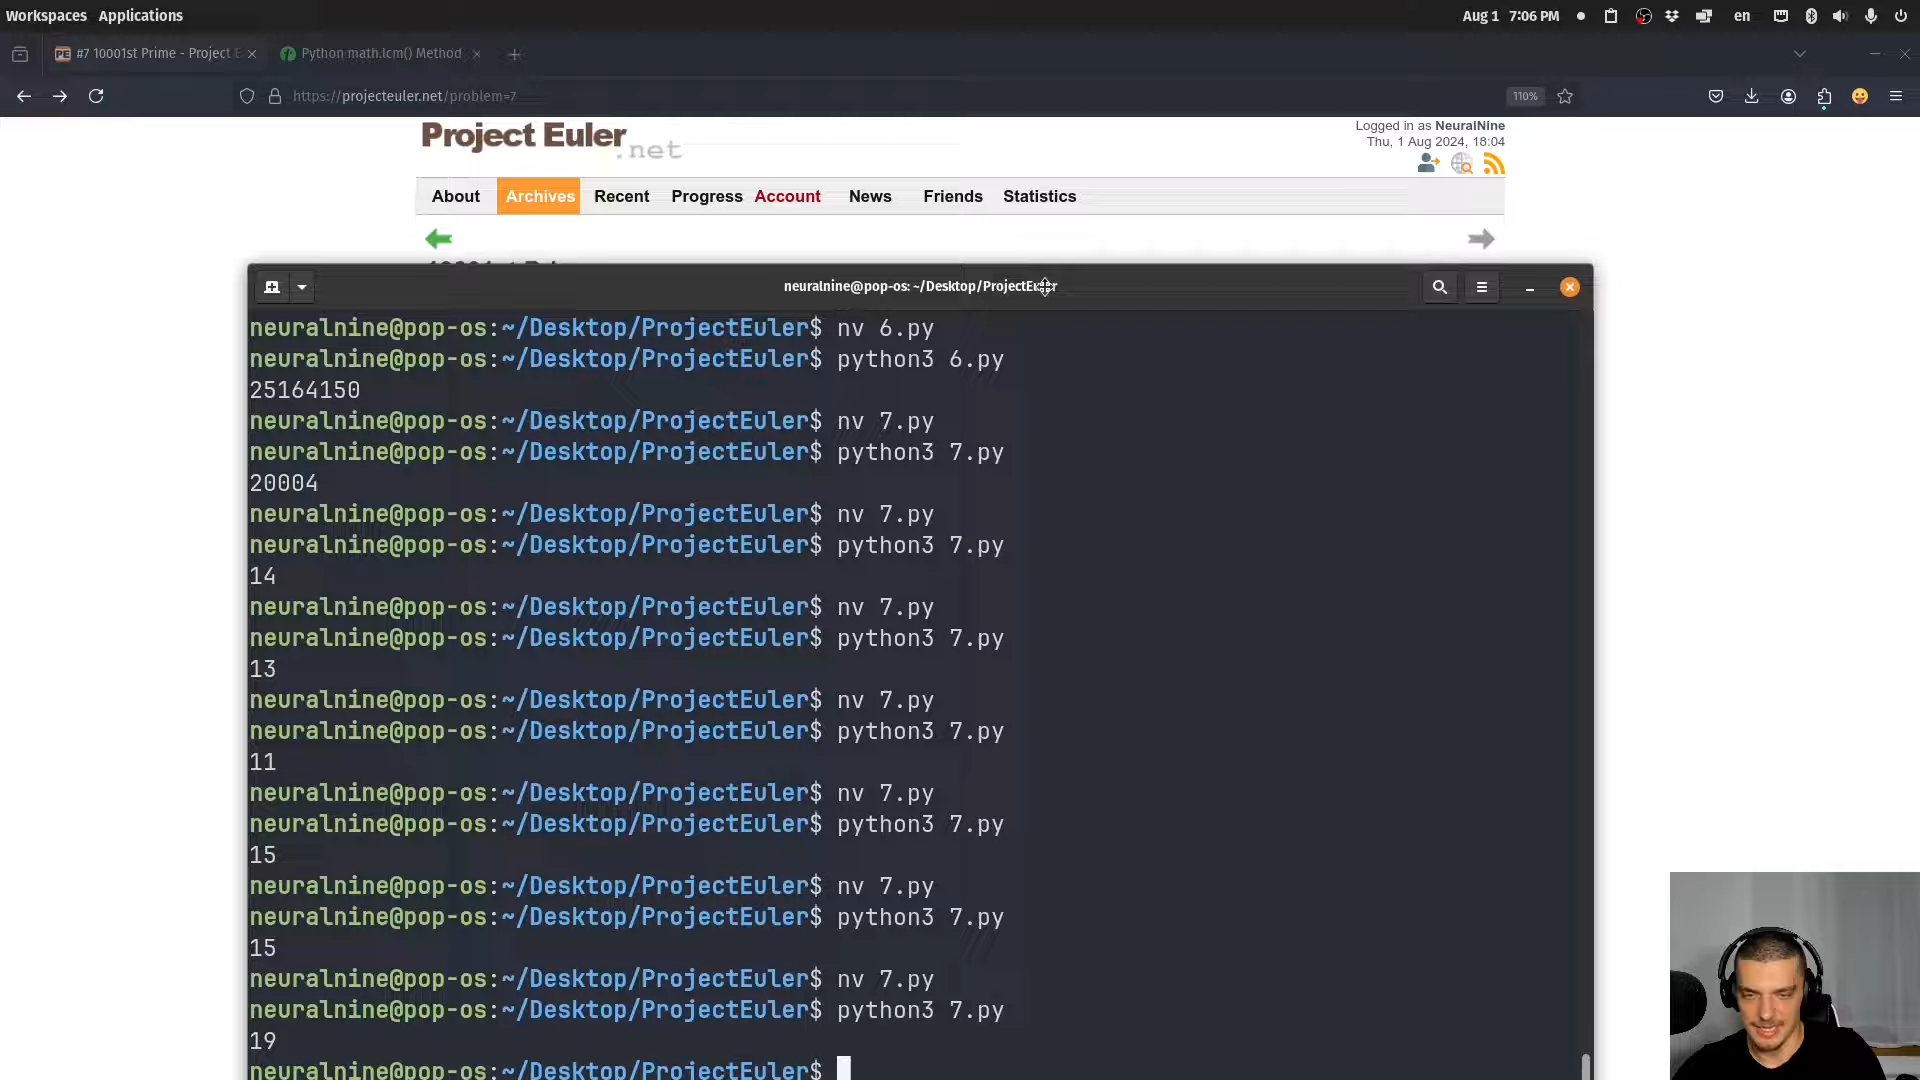 Workspaces Applications Aug 1 7:06 PM en
PE #7 10001st Prime - Project E Python math.lcm() Method
https://projecteuler.net/problem=7 110%
Project Euler .net
Logged in as NeuralNine
Thu, 1 Aug 2024, 18:04
About Archives Recent Progress Account News Friends Statistics
neuralnine@pop-os: ~/Desktop/ProjectEuler
neuralnine@pop-os:~/Desktop/ProjectEuler$ nv 6.py
neuralnine@pop-os:~/Desktop/ProjectEuler$ python3 6.py
25164150
neuralnine@pop-os:~/Desktop/ProjectEuler$ nv 7.py
neuralnine@pop-os:~/Desktop/ProjectEuler$ python3 7.py
20004
neuralnine@pop-os:~/Desktop/ProjectEuler$ nv 7.py
neuralnine@pop-os:~/Desktop/ProjectEuler$ python3 7.py
14
neuralnine@pop-os:~/Desktop/ProjectEuler$ nv 7.py
neuralnine@pop-os:~/Desktop/ProjectEuler$ python3 7.py
13
neuralnine@pop-os:~/Desktop/ProjectEuler$ nv 7.py
neuralnine@pop-os:~/Desktop/ProjectEuler$ python3 7.py
11
neuralnine@pop-os:~/Desktop/ProjectEuler$ nv 7.py
neuralnine@pop-os:~/Desktop/ProjectEuler$ python3 7.py
15
neuralnine@pop-os:~/Desktop/ProjectEuler$ nv 7.py
neuralnine@pop-os:~/Desktop/ProjectEuler$ python3 7.py
15
neuralnine@pop-os:~/Desktop/ProjectEuler$ nv 7.py
neuralnine@pop-os:~/Desktop/ProjectEuler$ python3 7.py
19
neuralnine@pop-os:~/Desktop/ProjectEuler$